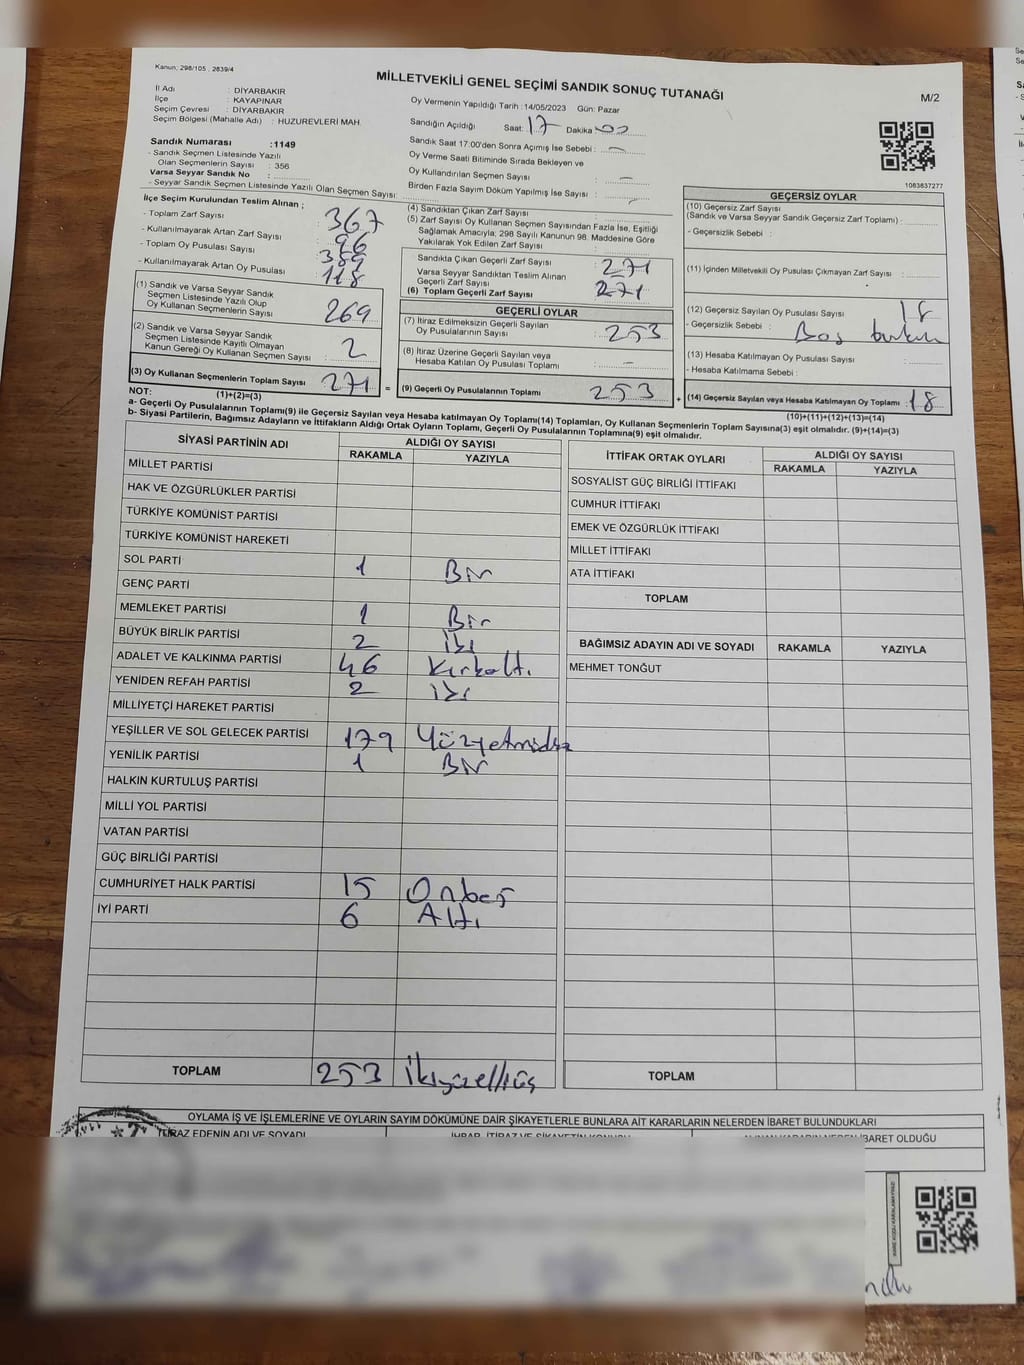 Kanun; 298/105 , 2839/4
MİLLETVEKİLİ GENEL SEÇİMİ SANDIK SONUÇ TUTANAĞI
M/2
İl Adı : DİYARBAKIR
İlçe : KAYAPINAR
Seçim Çevresi : DİYARBAKIR
Seçim Bölgesi (Mahalle Adı) : HUZUREVLERİ MAH.
Sandık Numarası :1149
- Sandık Seçmen Listesinde Yazılı
Olan Seçmenlerin Sayısı : 356
Varsa Seyyar Sandık No :
- Seyyar Sandık Seçmen Listesinde Yazılı Olan Seçmen Sayısı:
Oy Vermenin Yapıldığı Tarih : 14/05/2023 Gün: Pazar
Sandığın Açıldığı Saat: 17 Dakika 00
Sandık Saat 17.00'den Sonra Açımış İse Sebebi : -
Oy Verme Saati Bitiminde Sırada Bekleyen ve
Oy Kullandırılan Seçmen Sayısı : -
Birden Fazla Sayım Döküm Yapılmış İse Sayısı : -
1083837277
İlçe Seçim Kurulundan Teslim Alınan ;
- Toplam Zarf Sayısı : 367
- Kullanılmayarak Artan Zarf Sayısı : 96
- Toplam Oy Pusulası Sayısı : 389
- Kullanılmayarak Artan Oy Pusulası : 118
(1) Sandık ve Varsa Seyyar Sandık
Seçmen Listesinde Yazılı Olup
Oy Kullanan Seçmenlerin Sayısı : 269
(2) Sandık ve Varsa Seyyar Sandık
Seçmen Listesinde Kayıtlı Olmayan
Kanun Gereği Oy Kullanan Seçmen Sayısı : 2
(3) Oy Kullanan Seçmenlerin Toplam Sayısı : 271 =
(1)+(2)=(3)
(4) Sandıktan Çıkan Zarf Sayısı :
(5) Zarf Sayısı Oy Kullanan Seçmen Sayısından Fazla İse, Eşitliği
Sağlamak Amacıyla; 298 Sayılı Kanunun 98. Maddesine Göre
Yakılarak Yok Edilen Zarf Sayısı :
Sandıkta Çıkan Geçerli Zarf Sayısı : 271
Varsa Seyyar Sandıktan Teslim Alınan
Geçerli Zarf Sayısı :
(6) Toplam Geçerli Zarf Sayısı : 271
GEÇERLİ OYLAR
(7) İtiraz Edilmeksizin Geçerli Sayılan
Oy Pusulalarının Sayısı : 253
(8) İtiraz Üzerine Geçerli Sayılan veya
Hesaba Katılan Oy Pusulası Toplamı : -
(9) Geçerli Oy Pusulalarının Toplamı : 253 +
GEÇERSİZ OYLAR
(10) Geçersiz Zarf Sayısı
(Sandık ve Varsa Seyyar Sandık Geçersiz Zarf Toplamı) :
- Geçersizlik Sebebi :
(11) İçinden Milletvekili Oy Pusulası Çıkmayan Zarf Sayısı :
(12) Geçersiz Sayılan Oy Pusulası Sayısı : 18
- Geçersizlik Sebebi : Boş
(13) Hesaba Katılmayan Oy Pusulası Sayısı :
- Hesaba Katılmama Sebebi :
(14) Geçersiz Sayılan veya Hesaba Katılmayan Oy Toplamı : 18
(10)+(11)+(12)+(13)=(14)
NOT:
a- Geçerli Oy Pusulalarının Toplamı(9) ile Geçersiz Sayılan veya Hesaba katılmayan Oy Toplamı(14) Toplamları, Oy Kullanan Seçmenlerin Toplam Sayısına(3) eşit olmalıdır. (9)+(14)=(3)
b- Siyasi Partilerin, Bağımsız Adayların ve İttifakların Aldığı Ortak Oyların Toplamı, Geçerli Oy Pusulalarının Toplamına(9) eşit olmalıdır.
SİYASİ PARTİNİN ADI ALDIĞI OY SAYISI
RAKAMLA YAZIYLA
MİLLET PARTİSİ
HAK VE ÖZGÜRLÜKLER PARTİSİ
TÜRKİYE KOMÜNİST PARTİSİ
TÜRKİYE KOMÜNİST HAREKETİ
SOL PARTİ 1 Bir
GENÇ PARTİ
MEMLEKET PARTİSİ 1 Bir
BÜYÜK BİRLİK PARTİSİ 2 iki
ADALET VE KALKINMA PARTİSİ 46 Kırkaltı
YENİDEN REFAH PARTİSİ 2 iki
MİLLİYETÇİ HAREKET PARTİSİ
YEŞİLLER VE SOL GELECEK PARTİSİ 179 Yüzyetmişdokuz
YENİLİK PARTİSİ 1 Bir
HALKIN KURTULUŞ PARTİSİ
MİLLİ YOL PARTİSİ
VATAN PARTİSİ
GÜÇ BİRLİĞİ PARTİSİ
CUMHURİYET HALK PARTİSİ 15 Onbeş
İYİ PARTİ 6 Altı
TOPLAM 253 İkiyüzelliüç
İTTİFAK ORTAK OYLARI ALDIĞI OY SAYISI
RAKAMLA YAZIYLA
SOSYALİST GÜÇ BİRLİĞİ İTTİFAKI
CUMHUR İTTİFAKI
EMEK VE ÖZGÜRLÜK İTTİFAKI
MİLLET İTTİFAKI
ATA İTTİFAKI
TOPLAM
BAĞIMSIZ ADAYIN ADI VE SOYADI RAKAMLA YAZIYLA
MEHMET TONĞUT
TOPLAM
OYLAMA İŞ VE İŞLEMLERİNE VE OYLARIN SAYIM DÖKÜMÜNE DAİR ŞİKAYETLERLE BUNLARA AİT KARARLARIN NELERDEN İBARET BULUNDUKLARI
İTİRAZ EDENİN ADI VE SOYADI İHBAR, İTİRAZ VE ŞİKAYETİN KONUSU ALINAN KARARIN NEDEN İBARET OLDUĞU